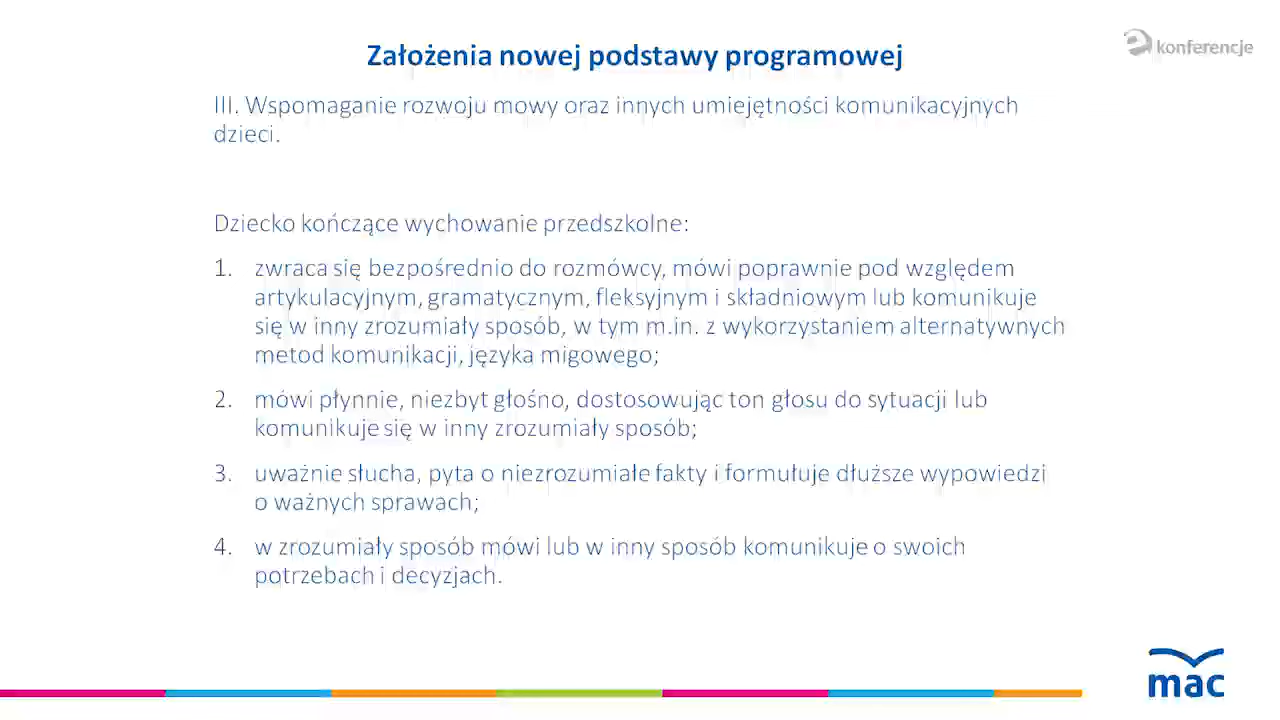 Założenia nowej podstawy programowej
e konferencje
III. Wspomaganie rozwoju mowy oraz innych umiejętności komunikacyjnych
dzieci.
Dziecko kończące wychowanie przedszkolne:
1. zwraca się bezpośrednio do rozmówcy, mówi poprawnie pod względem
artykulacyjnym, gramatycznym, fleksyjnym i składniowym lub komunikuje
się w inny zrozumiały sposób, w tym m.in. z wykorzystaniem alternatywnych
metod komunikacji, języka migowego;
2. mówi płynnie, niezbyt głośno, dostosowując ton głosu do sytuacji lub
komunikuje się w inny zrozumiały sposób;
3. uważnie słucha, pyta o niezrozumiałe fakty i formułuje dłuższe wypowiedzi
o ważnych sprawach;
4. w zrozumiały sposób mówi lub w inny sposób komunikuje o swoich
potrzebach i decyzjach.
mac